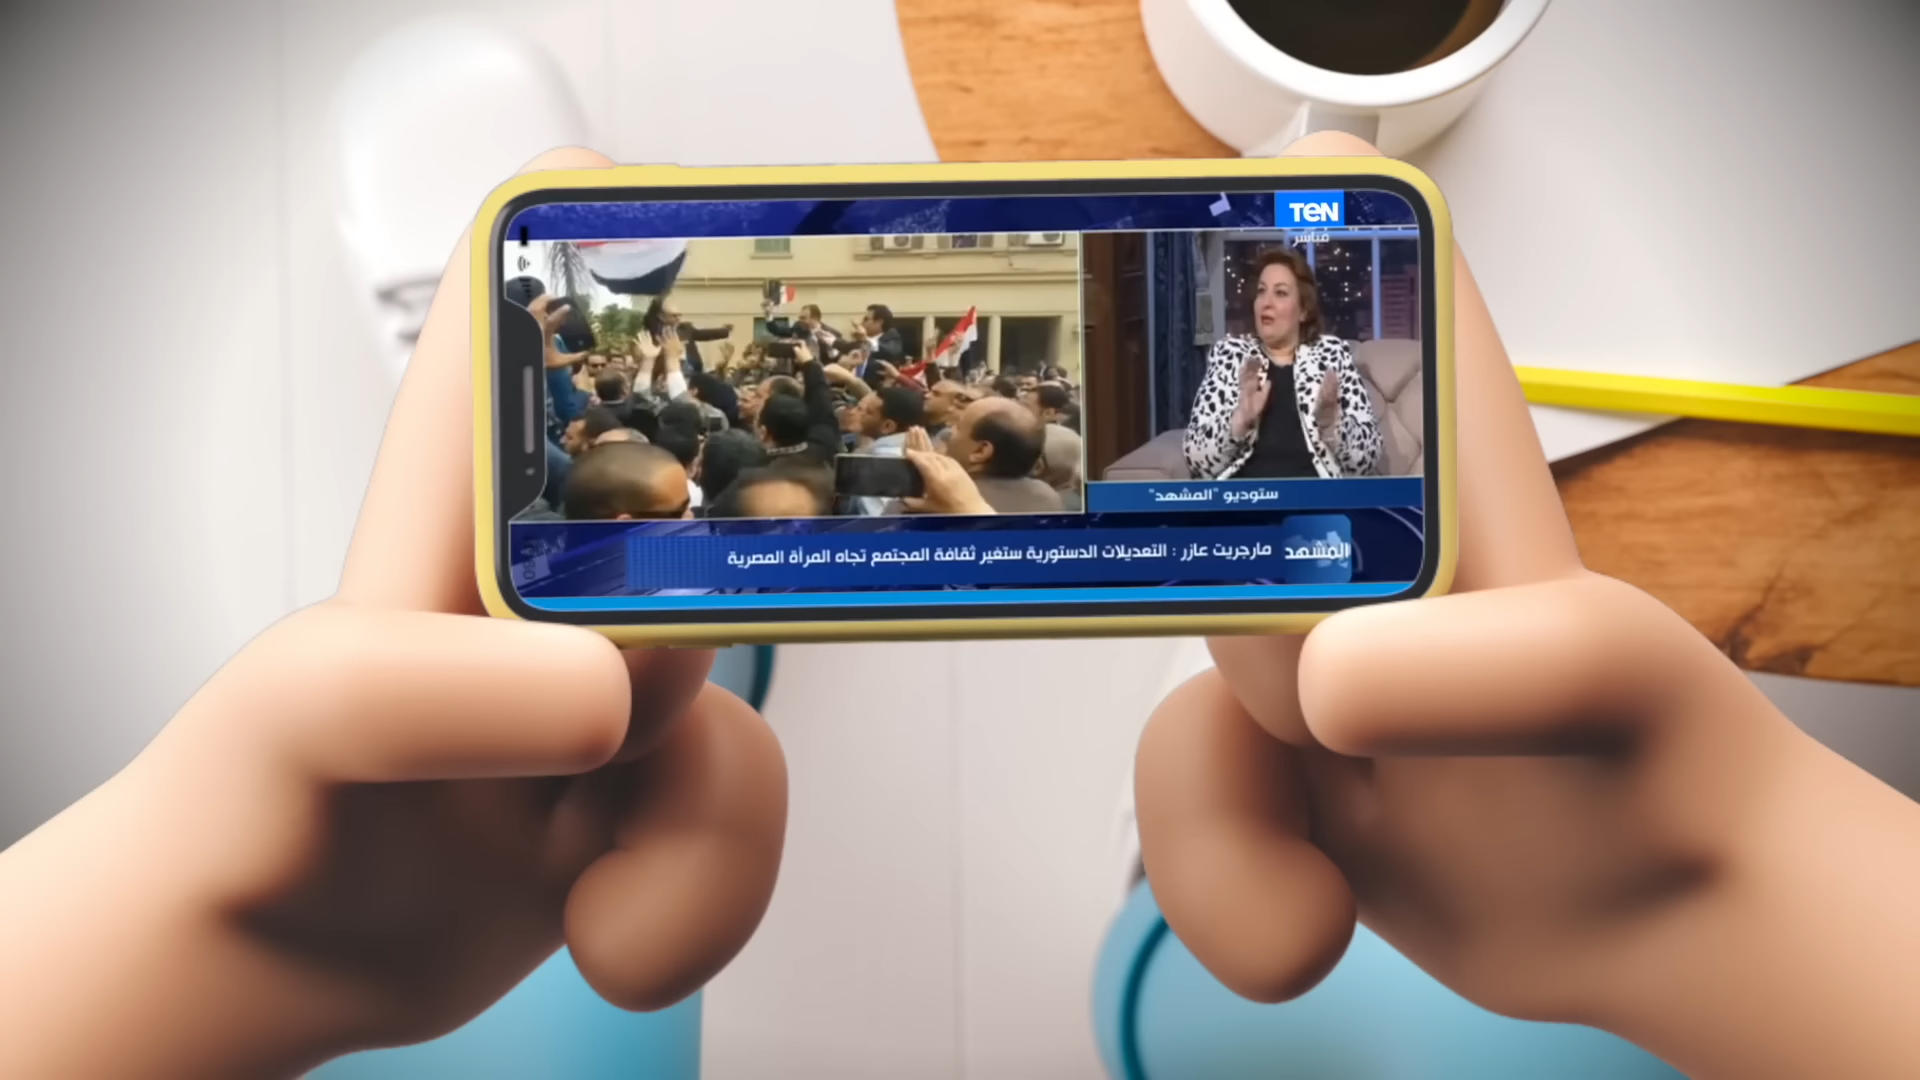 TeN
مباشر
ستوديو "المشهد"
المشهد
مارجريت عازر : التعديلات الدستورية ستغير ثقافة المجتمع تجاه المرأة المصرية